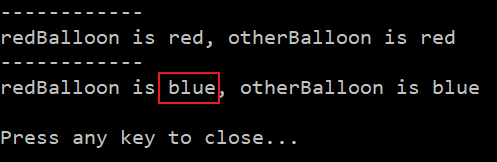 ------------
redBalloon is red, otherBalloon is red
------------
redBalloon is blue, otherBalloon is blue
Press any key to close...